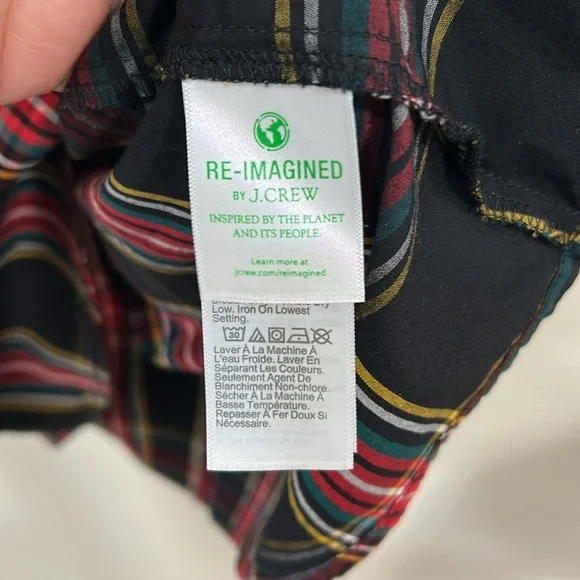 RE-IMAGINED
BY J.CREW
INSPIRED BY THE PLANET
AND ITS PEOPLE.
Learn more at
jcrew.com/reimagined
Low. Iron On Lowest
Setting.
30
Laver À La Machine À
L'eau Froide. Laver En
Séparant Les Couleurs.
Seulement Agent De
Blanchiment Non-chlore.
Sécher À La Machine À
Basse Température.
Repasser À Fer Doux Si
Nécessaire.